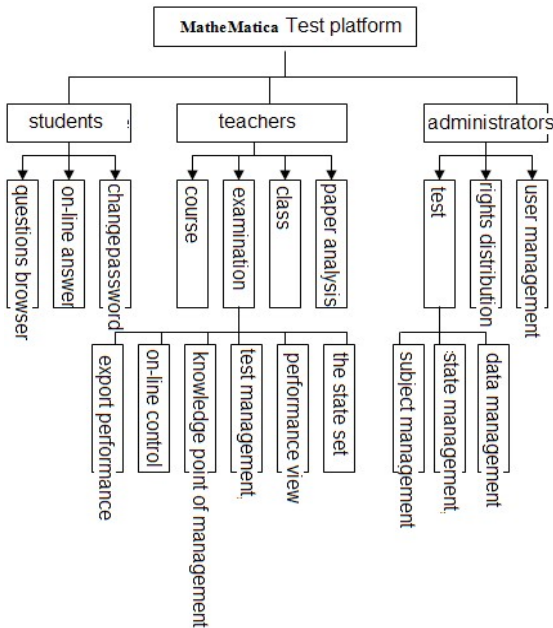 MatheMatica Test platform
students
teachers
administrators
questions browser
on-line answer
changepassword
course
examination
class
paper analysis
test
rights distribution
user management
export performance
on-line control
knowledge point of management
test management
performance view
the state set
subject management
state management
data management